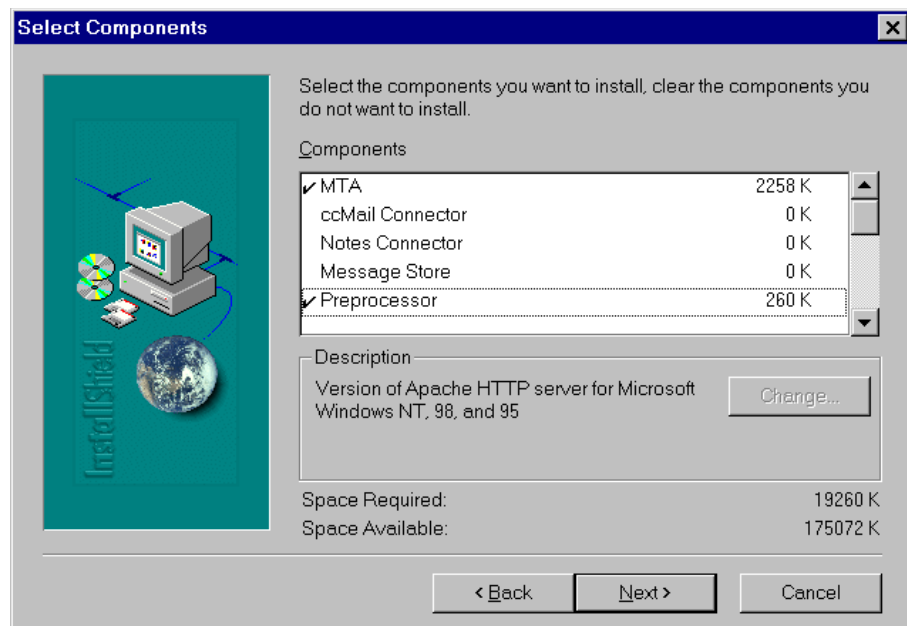 Select Components
Select the components you want to install, clear the components you
do not want to install.
Components
MTA 2258 K
ccMail Connector 0 K
Notes Connector 0 K
Message Store 0 K
Preprocessor 260 K
Description
Version of Apache HTTP server for Microsoft
Windows NT, 98, and 95
Change...
InstallShield
Space Required: 19260 K
Space Available: 175072 K
< Back
Next >
Cancel